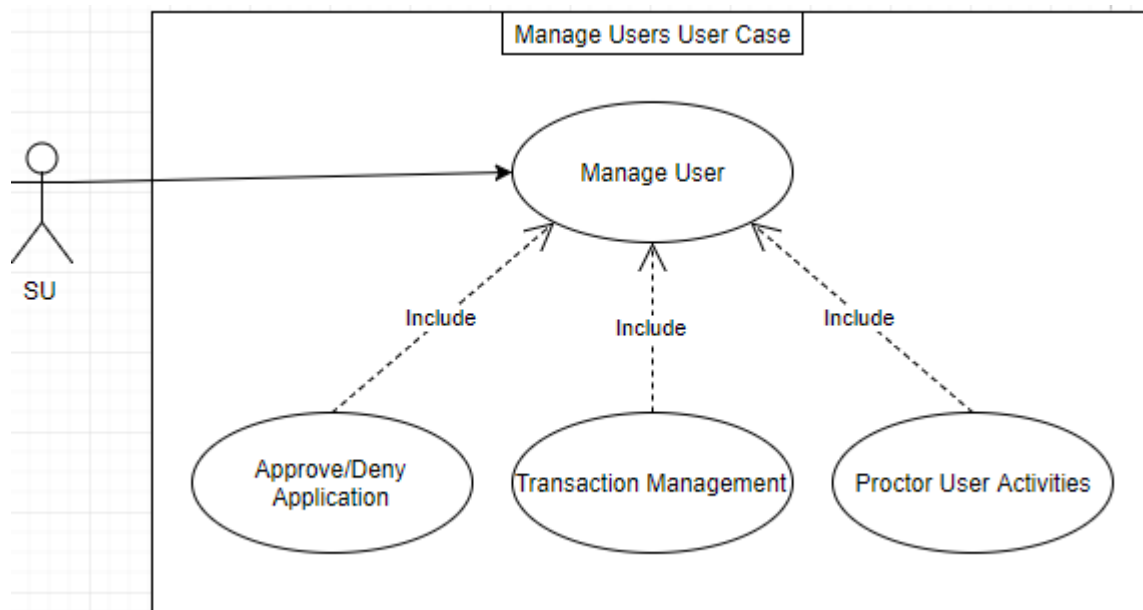 Manage Users User Case
Manage User
SU
Include
Include
Include
Approve/Deny
Application
Transaction Management
Proctor User Activities